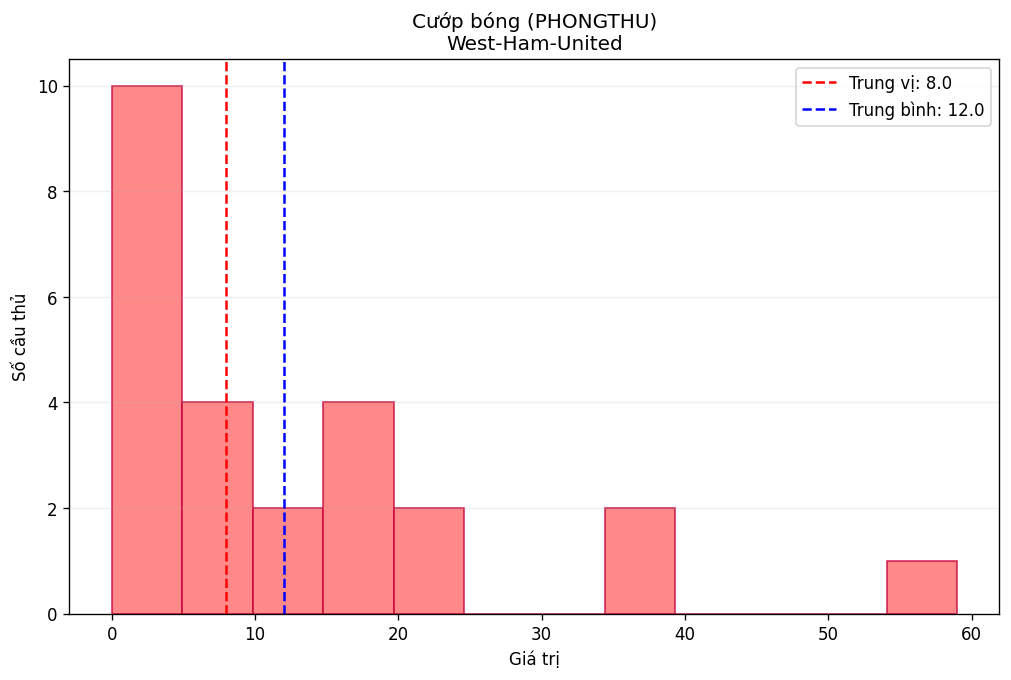 Cướp bóng (PHONGTHU)
West-Ham-United
Trung vị: 8.0
Trung bình: 12.0
Số cầu thủ
10
8
6
4
2
0
0 10 20 30 40 50 60
Giá trị